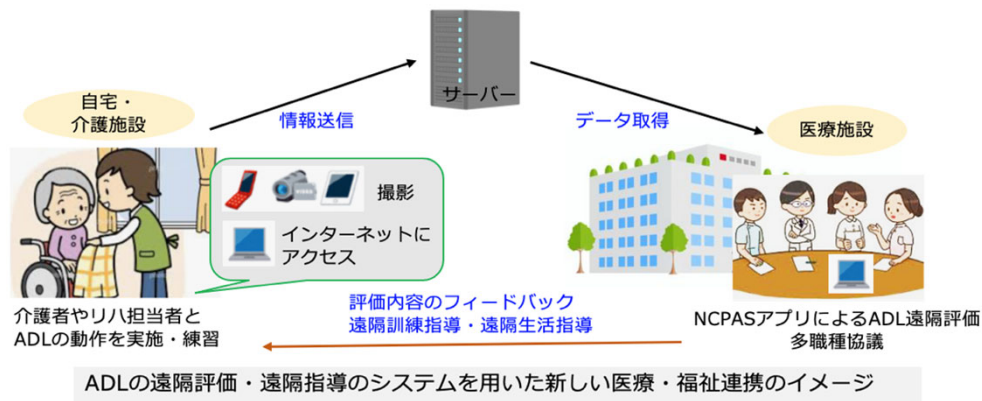 サーバー
自宅・
介護施設
情報送信
データ取得
医療施設
撮影
インターネットに
アクセス
評価内容のフィードバック
遠隔訓練指導・遠隔生活指導
介護者やリハ担当者と
ADLの動作を実施・練習
NCPASアプリによるADL遠隔評価
多職種協議
ADLの遠隔評価・遠隔指導のシステムを用いた新しい医療・福祉連携のイメージ